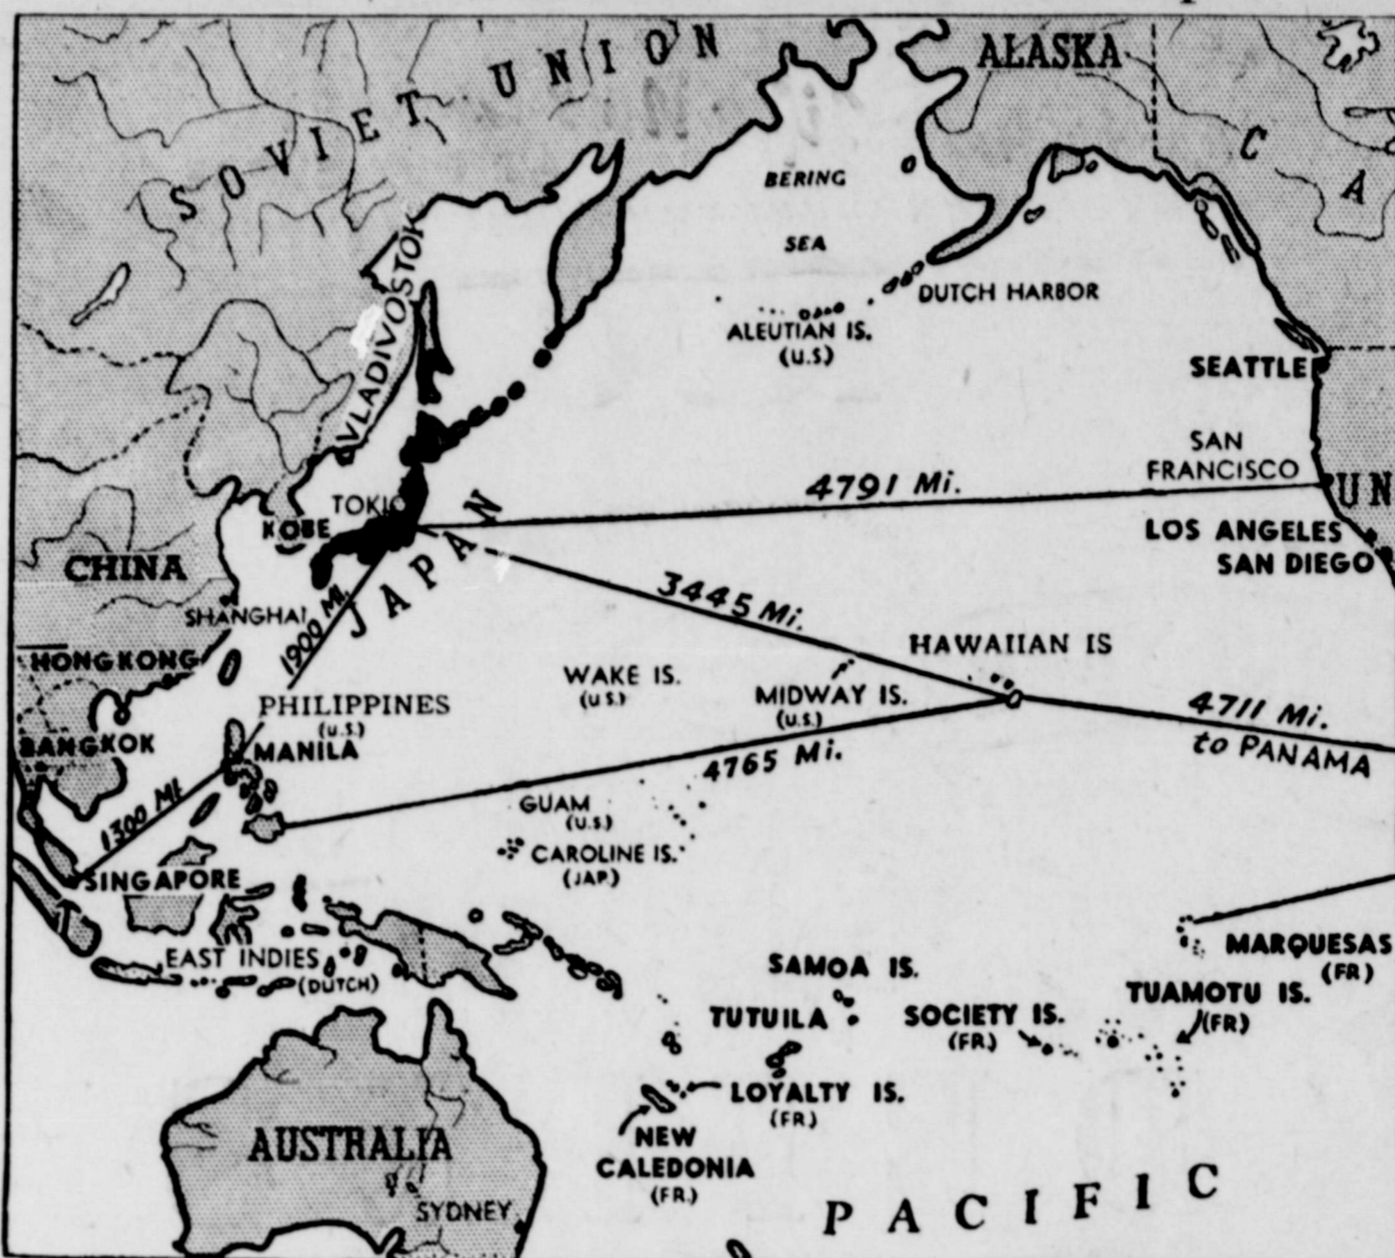 SOVIET UNION
ALASKA
CA
BERING
SEA
VLADIVOSTOK
DUTCH HARBOR
ALEUTIAN IS.
(U.S)
SEATTLE
SAN
FRANCISCO
4791 Mi.
UN
TOKIO
KOBE
JAPAN
LOS ANGELES
SAN DIEGO
CHINA
SHANGHAI
1900 MI.
3445 Mi.
HAWAIIAN IS
HONGKONG
WAKE IS.
(U.S.)
MIDWAY IS.
(U.S.)
PHILIPPINES
(U.S.)
4711 Mi.
to PANAMA
BANGKOK
MANILA
4765 Mi.
1300 MI.
GUAM
(U.S.)
CAROLINE IS.
(JAP.)
SINGAPORE
MARQUESAS
(FR)
EAST INDIES
(DUTCH)
SAMOA IS.
TUAMOTU IS.
(FR)
TUTUILA
SOCIETY IS.
(FR.)
LOYALTY IS.
(FR.)
NEW
CALEDONIA
(FR.)
AUSTRALIA
SYDNEY
PACIFIC